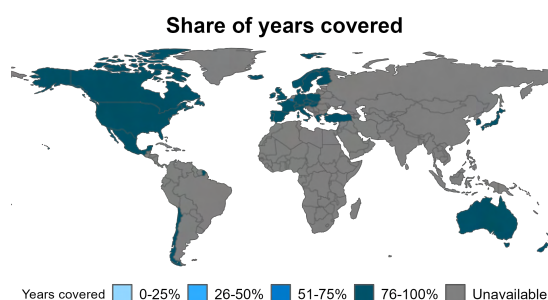 Share of years covered
Years covered 0-25% 26-50% 51-75% 76-100% Unavailable